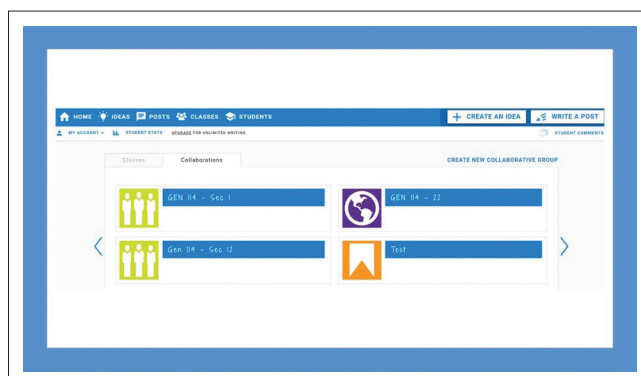 HOME IDEAS POSTS CLASSES STUDENTS + CREATE AN IDEA WRITE A POST
MY ACCOUNT STUDENT STATS UPGRADE FOR UNLIMITED WRITING STUDENT COMMENTS
Classes Collaborations CREATE NEW COLLABORATIVE GROUP
GEN 114 - Sec 1 GEN 114 - 22
Gen 114 - Sec 12 Test